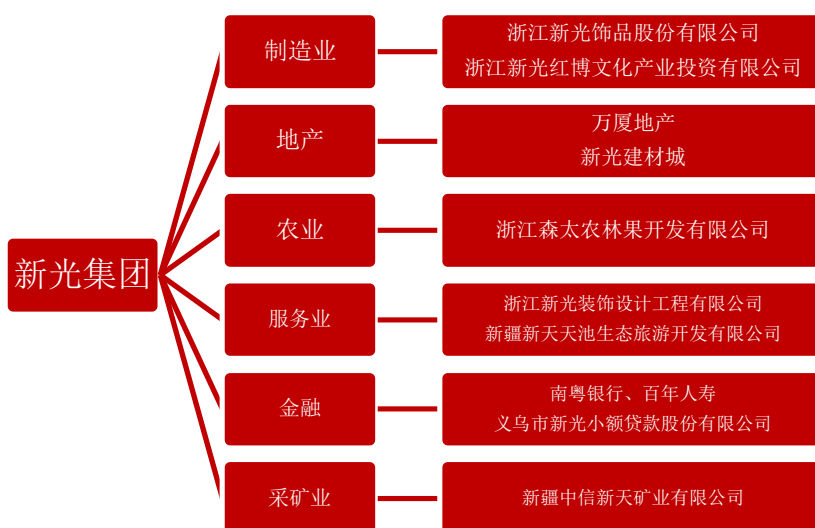 新光集团
制造业
浙江新光饰品股份有限公司
浙江新光红博文化产业投资有限公司
地产
万厦地产
新光建材城
农业
浙江森太农林果开发有限公司
服务业
浙江新光装饰设计工程有限公司
新疆新天天池生态旅游开发有限公司
金融
南粤银行、百年人寿
义乌市新光小额贷款股份有限公司
采矿业
新疆中信新天矿业有限公司